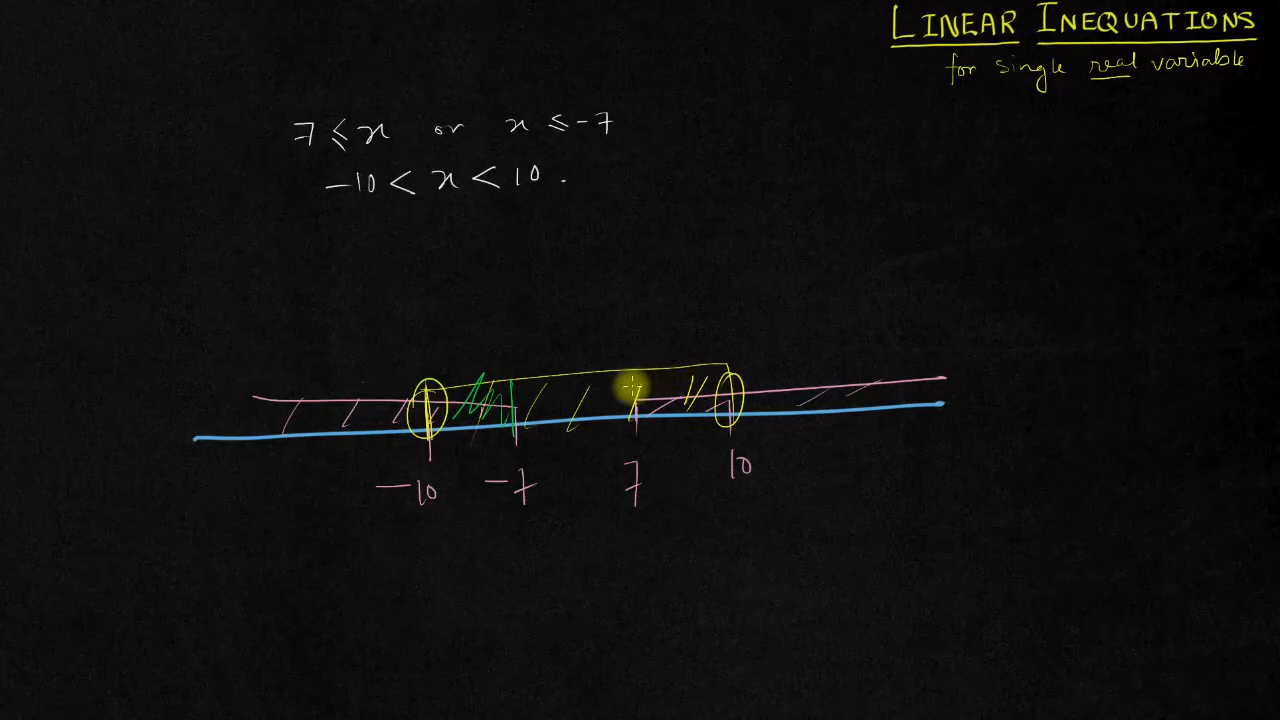 LINEAR INEQUATIONS
for single real variable
7 ≤ x or x ≤ -7
-10 < x < 10 .
-10 -7 7 10